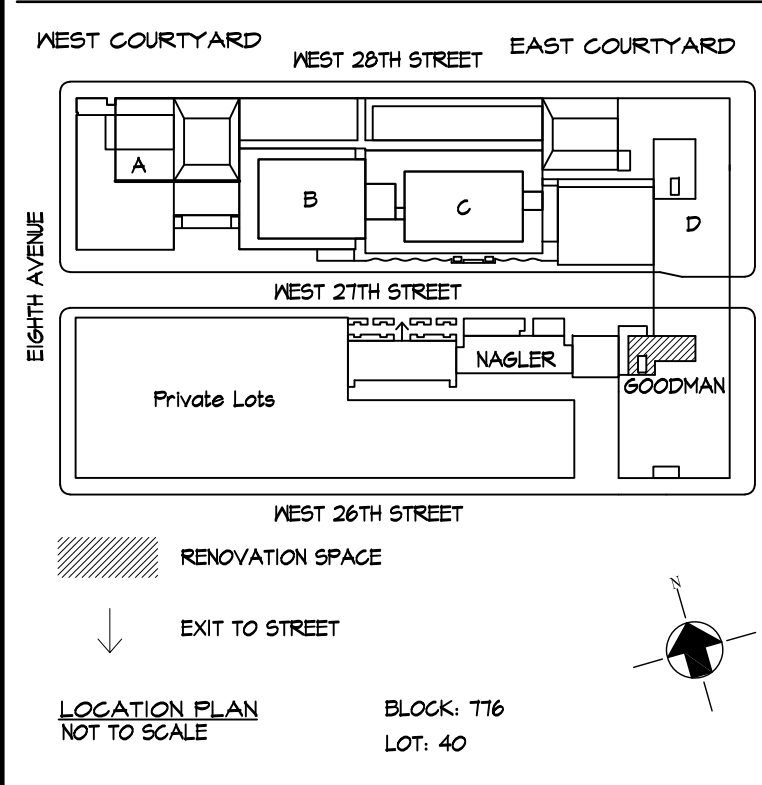 WEST COURTYARD
WEST 28TH STREET
EAST COURTYARD
A
B
C
D
EIGHTH AVENUE
WEST 27TH STREET
NAGLER
GOODMAN
Private Lots
WEST 26TH STREET
RENOVATION SPACE
N
EXIT TO STREET
LOCATION PLAN
NOT TO SCALE
BLOCK: 776
LOT: 40